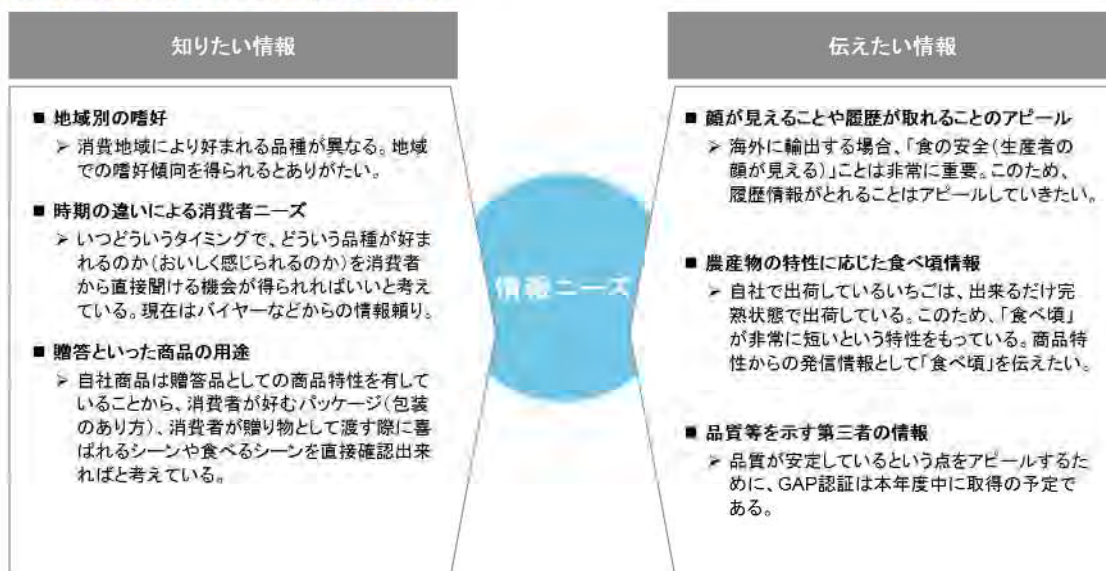 知りたい情報
■ 地域別の嗜好
➢ 消費地域により好まれる品種が異なる。地域
での嗜好傾向を得られるとありがたい。
■ 時期の違いによる消費者ニーズ
➢ いつどういうタイミングで、どういう品種が好ま
れるのか(おいしく感じられるのか)を消費者
から直接聞ける機会が得られればいいと考え
ている。現在はバイヤーなどからの情報頼り。
■ 贈答といった商品の用途
➢ 自社商品は贈答品としての商品特性を有して
いることから、消費者が好むパッケージ(包装
のあり方)、消費者が贈り物として渡す際に喜
ばれるシーンや食べるシーンを直接確認出来
ればと考えている。
情報ニーズ
伝えたい情報
■ 顔が見えることや履歴が取れることのアピール
➢ 海外に輸出する場合、「食の安全(生産者の
顔が見える)」ことは非常に重要。このため、
履歴情報がとれることはアピールしていきたい。
■ 農産物の特性に応じた食べ頃情報
➢ 自社で出荷しているいちごは、出来るだけ完
熟状態で出荷している。このため、「食べ頃」
が非常に短いという特性をもっている。商品特
性からの発信情報として「食べ頃」を伝えたい。
■ 品質等を示す第三者の情報
➢ 品質が安定しているという点をアピールするた
めに、GAP認証は本年度中に取得の予定で
ある。